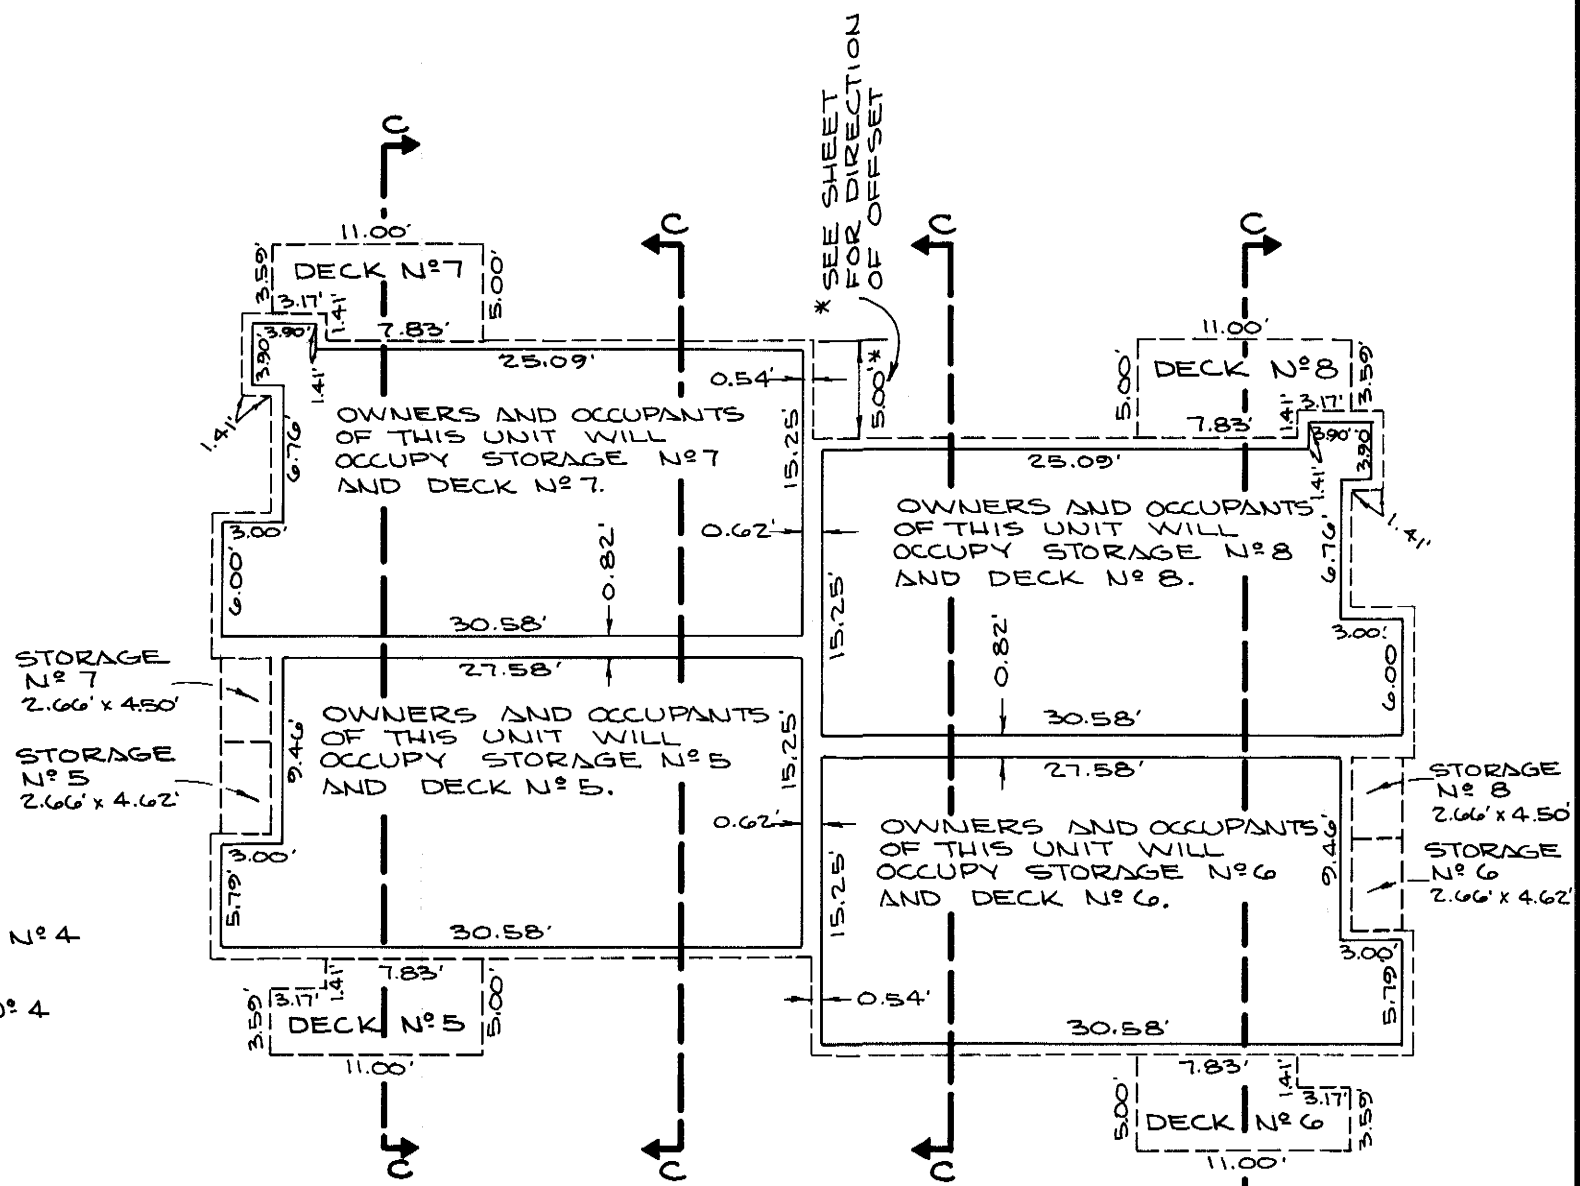 * SEE SHEET
FOR DIRECTION
OF OFFSET
C
C
C
C
11.00'
DECK Nº 7
3.59'
3.17'
1.41'
7.83'
5.00'
3.90'
3.90'
1.41'
25.09'
0.54'
5.00'*
1.41'
6.76'
OWNERS AND OCCUPANTS
OF THIS UNIT WILL
OCCUPY STORAGE Nº 7
AND DECK Nº 7.
15.25'
0.62'
3.00'
6.00'
0.82'
30.58'
11.00'
DECK Nº 8
5.00'
3.59'
3.17'
1.41'
7.83'
3.90'
3.90
1.41'
25.09'
1.41'
6.76'
OWNERS AND OCCUPANTS
OF THIS UNIT WILL
OCCUPY STORAGE Nº 8
AND DECK Nº 8.
15.25'
0.82'
3.00'
6.00
30.58'
STORAGE
Nº 7
2.66' x 4.50'
STORAGE
Nº 5
2.66' x 4.62'
27.58'
OWNERS AND OCCUPANTS
OF THIS UNIT WILL
OCCUPY STORAGE Nº 5
AND DECK Nº 5.
9.46'
15.25'
0.62'
3.00'
5.79'
30.58'
Nº 4
Nº 4
7.83'
1.41'
3.17'
3.59'
5.00'
DECK Nº 5
11.00'
27.58'
OWNERS AND OCCUPANTS
OF THIS UNIT WILL
OCCUPY STORAGE Nº 6
AND DECK Nº 6.
15.25'
9.46'
STORAGE
Nº 8
2.66' x 4.50'
STORAGE
Nº 6
2.66' x 4.62'
3.00'
5.79'
0.54'
30.58'
7.83'
1.41'
3.17'
5.00'
3.59'
DECK Nº 6
11.00'
C
C
C